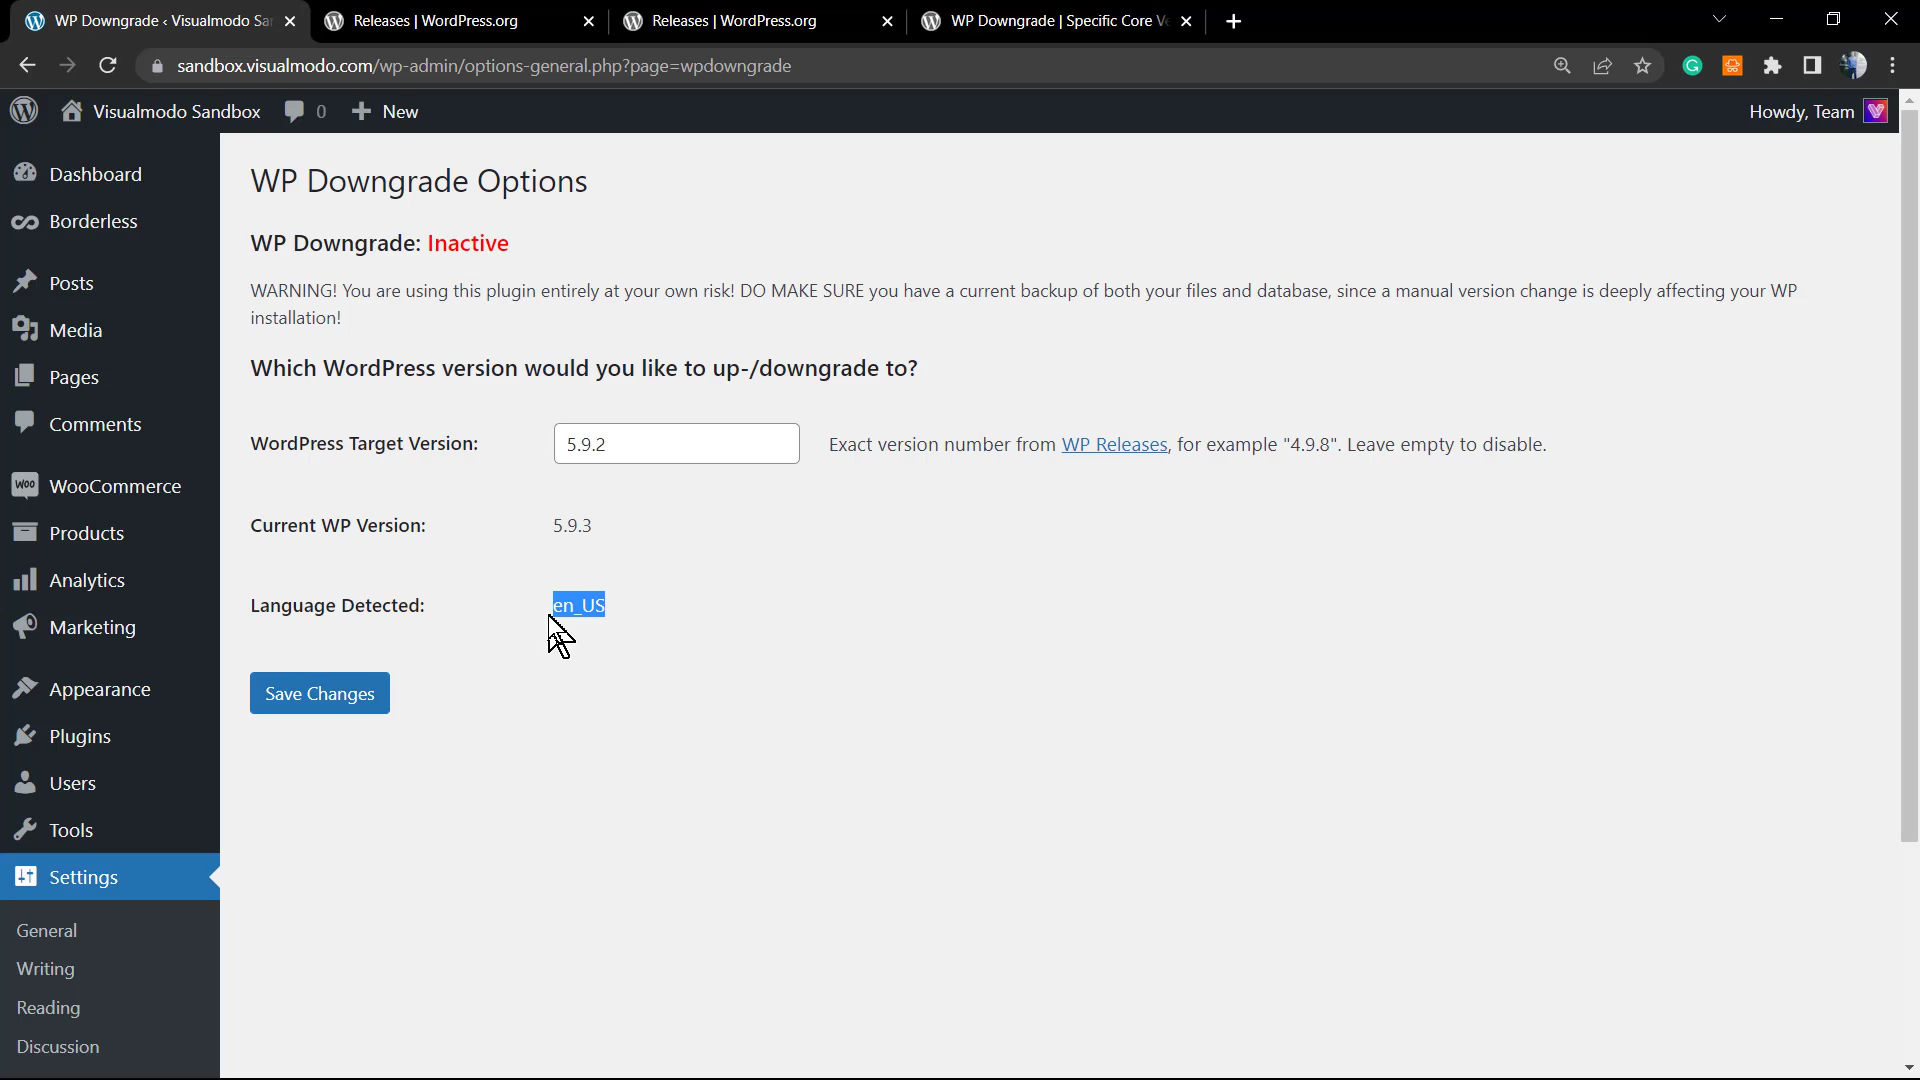 WP Downgrade ‹ Visualmodo Sa
Releases | WordPress.org
Releases | WordPress.org
WP Downgrade | Specific Core Ve
sandbox.visualmodo.com/wp-admin/options-general.php?page=wpdowngrade
Visualmodo Sandbox
0
New
Howdy, Team
Dashboard
Borderless
Posts
Media
Pages
Comments
WooCommerce
Products
Analytics
Marketing
Appearance
Plugins
Users
Tools
Settings
General
Writing
Reading
Discussion
WP Downgrade Options
WP Downgrade: Inactive
WARNING! You are using this plugin entirely at your own risk! DO MAKE SURE you have a current backup of both your files and database, since a manual version change is deeply affecting your WP
installation!
Which WordPress version would you like to up-/downgrade to?
WordPress Target Version: 5.9.2 Exact version number from WP Releases, for example "4.9.8". Leave empty to disable.
Current WP Version: 5.9.3
Language Detected: en_US
Save Changes